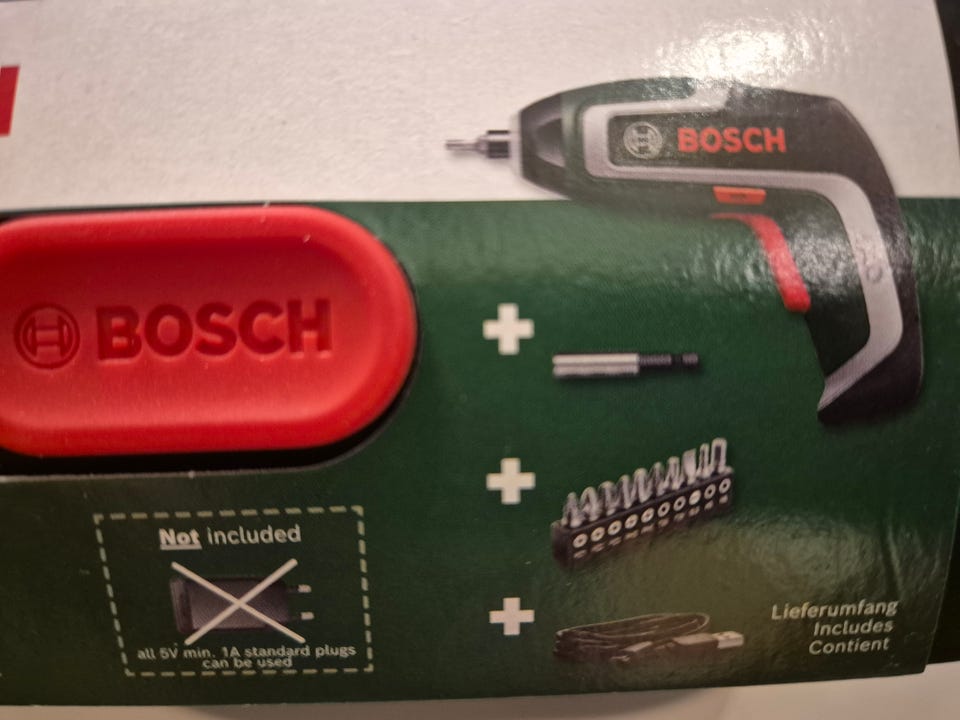 BOSCH
BOSCH
Not included
all 5V min. 1A standard plugs
can be used
Lieferumfang
Includes
Contient